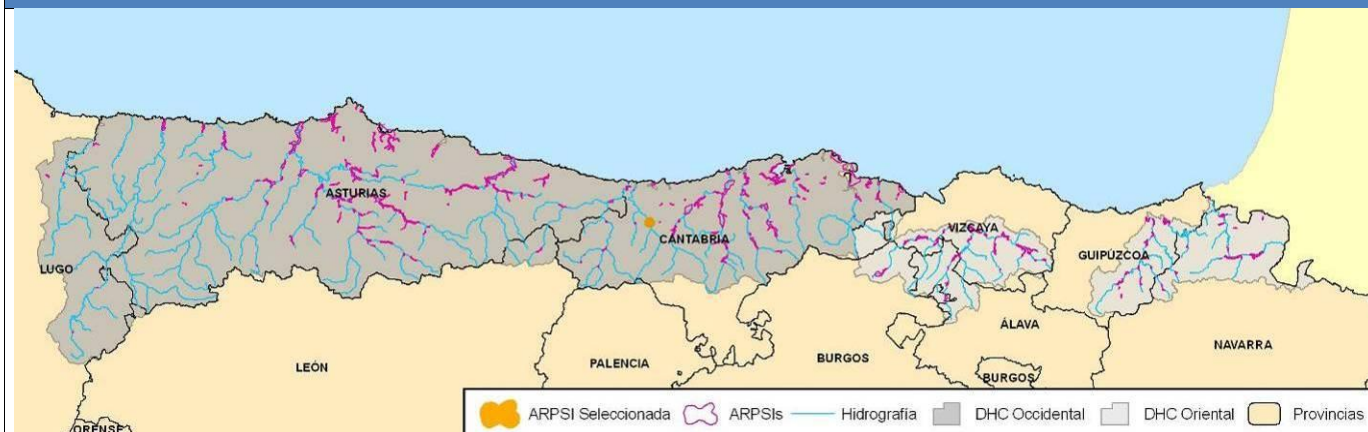 ASTURIAS
LUGO
CANTABRIA
VIZCAYA
GUIPÚZCOA
LEÓN
PALENCIA
BURGOS
ÁLAVA
BURGOS
NAVARRA
ORENSE
ARPSI Seleccionada ARPSIs Hidrografía DHC Occidental DHC Oriental Provincias